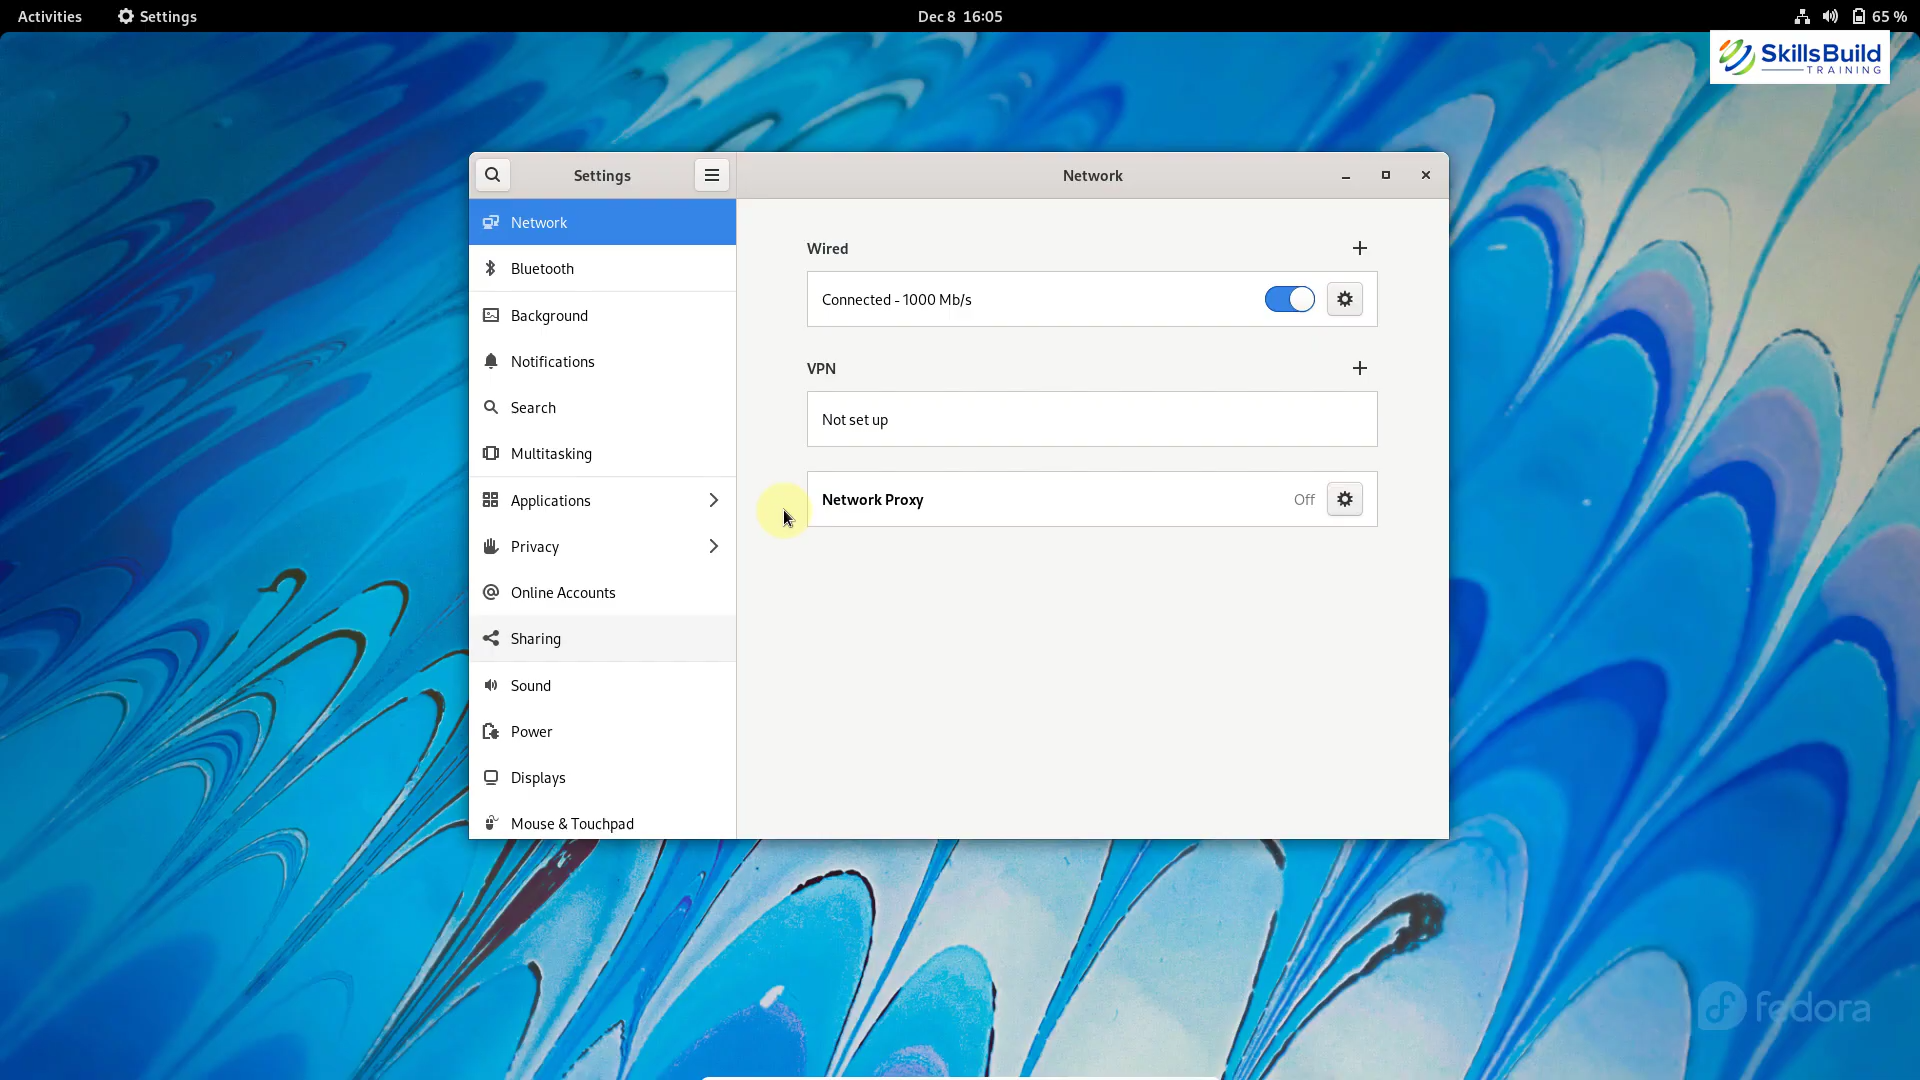 Activities
Settings
Dec 8 16:05
65 %
SkillsBuild
TRAINING
Settings
Network
Network
Bluetooth
Background
Notifications
Search
Multitasking
Applications
Privacy
Online Accounts
Sharing
Sound
Power
Displays
Mouse & Touchpad
Wired
Connected - 1000 Mb/s
VPN
Not set up
Network Proxy
Off
fedora